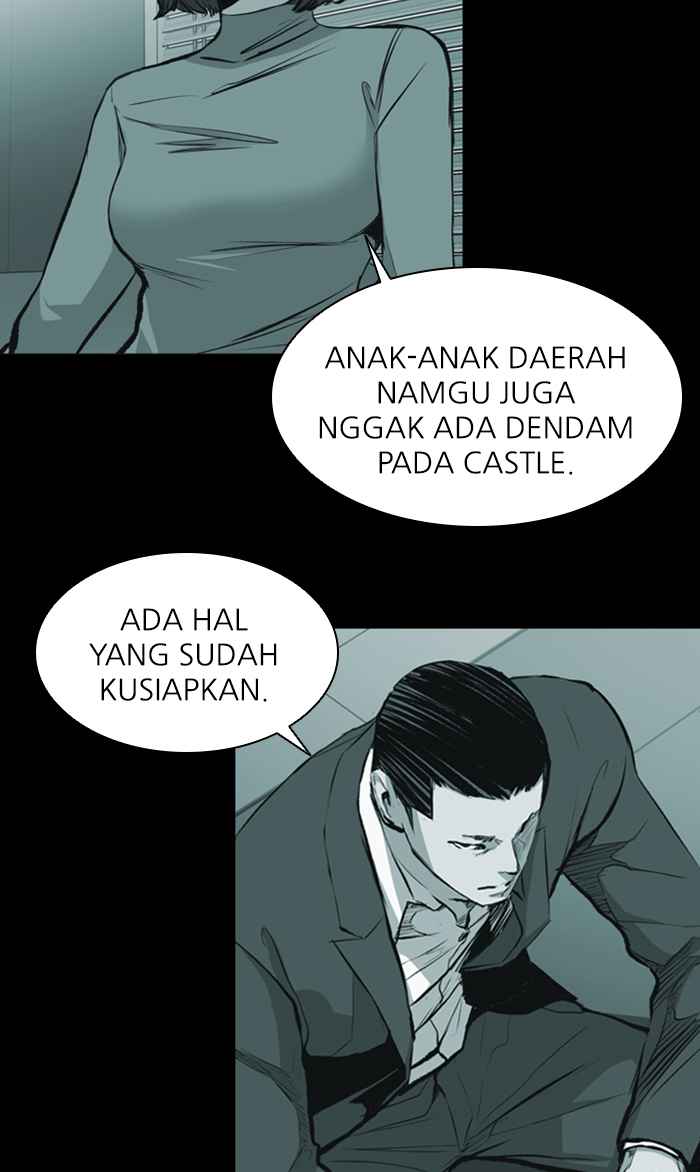 ANAK-ANAK DAERAH
NAMGU JUGA
NGGAK ADA DENDAM
PADA CASTLE.
ADA HAL
YANG SUDAH
KUSIAPKAN.